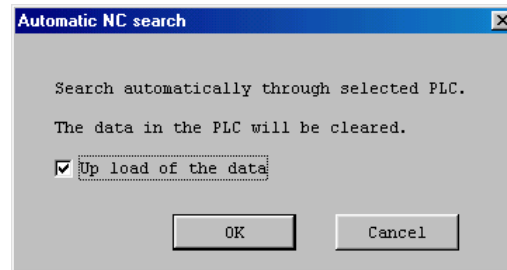 Automatic NC search
Search automatically through selected PLC.
The data in the PLC will be cleared.
Up load of the data
OK Cancel